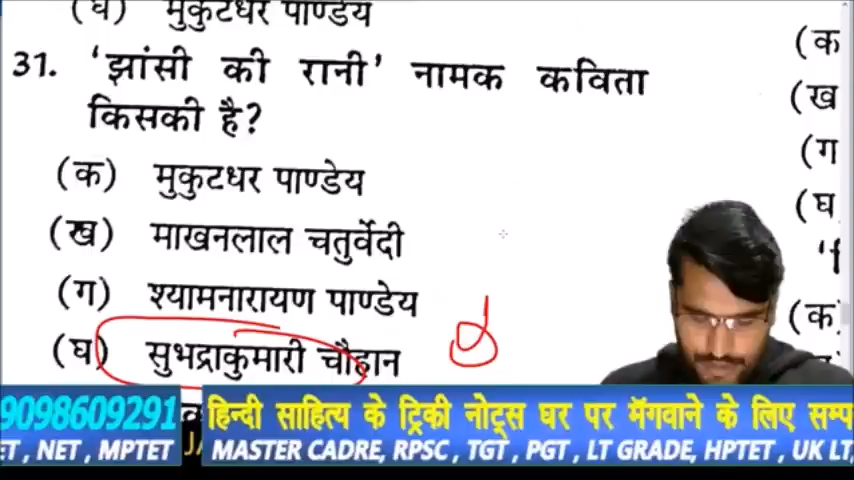 (घ) मुकुटधर पाण्डेय
31. 'झांसी की रानी' नामक कविता
किसकी है?
(क) मुकुटधर पाण्डेय
(ख) माखनलाल चतुर्वेदी
(ग) श्यामनारायण पाण्डेय
(घ) सुभद्राकुमारी चौहान
(क
(ख
(ग
(घ
(क
9098609291
हिन्दी साहित्य के ट्रिकी नोट्स घर पर मॅगवाने के लिए सम्प
ET , NET , MPTET
MASTER CADRE, RPSC , TGT , PGT , LT GRADE, HPTET , UK LT,